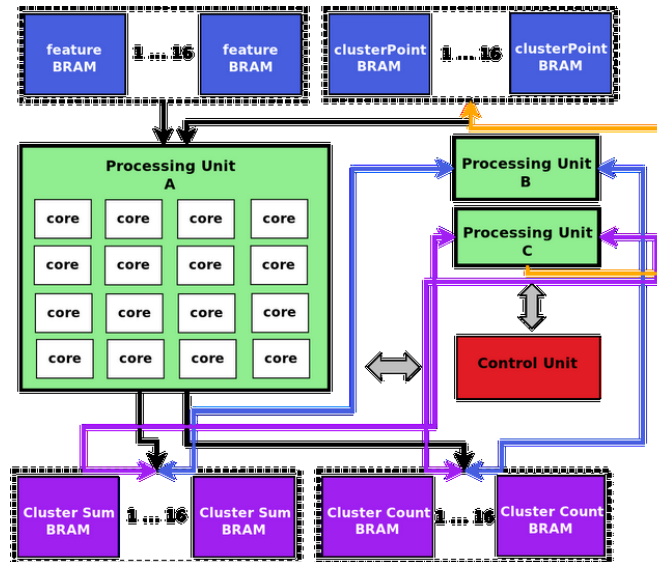 feature
BRAM
1 ... 16
feature
BRAM
clusterPoint
BRAM
1 ... 16
clusterPoint
BRAM
Processing Unit
A
core core core core
core core core core
core core core core
core core core core
Processing Unit
B
Processing Unit
C
Control Unit
Cluster Sum
BRAM
1 ... 16
Cluster Sum
BRAM
Cluster Count
BRAM
1 ... 16
Cluster Count
BRAM